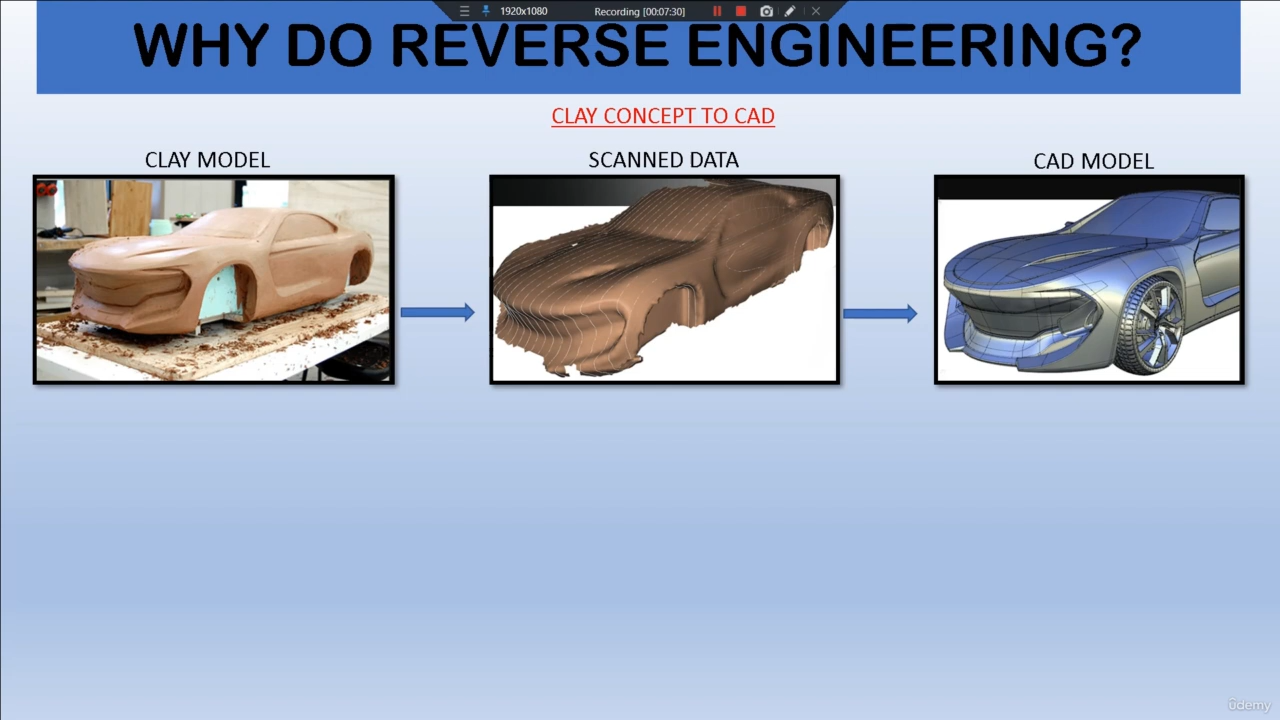 1920x1080
Recording [00:07:30]
WHY DO REVERSE ENGINEERING?
CLAY CONCEPT TO CAD
CLAY MODEL
SCANNED DATA
CAD MODEL
ûdemy